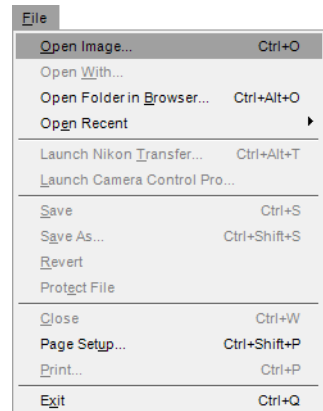 File
Open Image... Ctrl+O
Open With...
Open Folder in Browser... Ctrl+Alt+O
Open Recent
Launch Nikon Transfer... Ctrl+Alt+T
Launch Camera Control Pro...
Save Ctrl+S
Save As... Ctrl+Shift+S
Revert
Protect File
Close Ctrl+W
Page Setup... Ctrl+Shift+P
Print... Ctrl+P
Exit Ctrl+Q